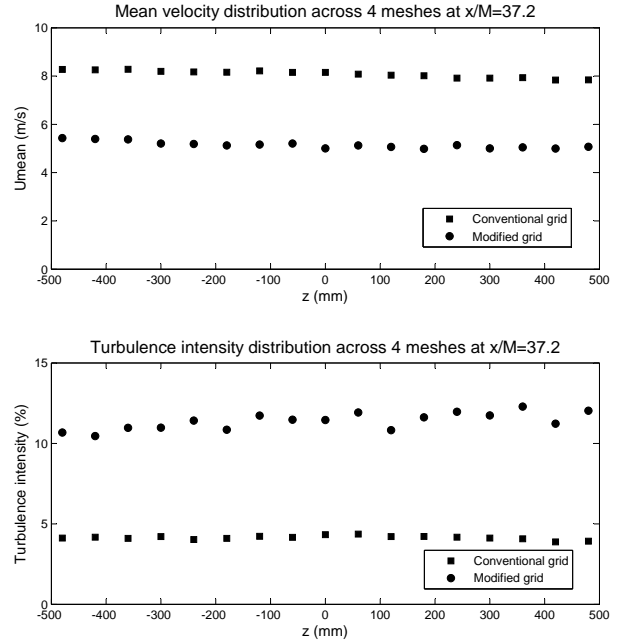 Mean velocity distribution across 4 meshes at x/M=37.2
10
8
6
4
2
0
Umean (m/s)
Conventional grid
Modified grid
-500 -400 -300 -200 -100 0 100 200 300 400 500
z (mm)
Turbulence intensity distribution across 4 meshes at x/M=37.2
15
10
5
0
Turbulence intensity (%)
Conventional grid
Modified grid
-500 -400 -300 -200 -100 0 100 200 300 400 500
z (mm)